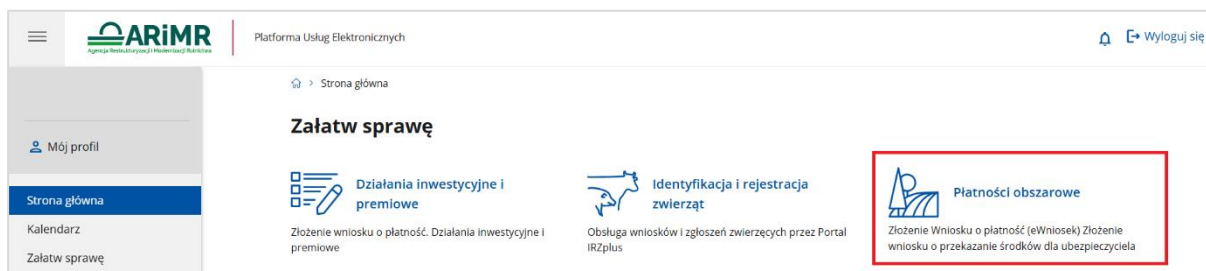 ARiMR
Agencja Restrukturyzacji i Modernizacji Rolnictwa
Platforma Usług Elektronicznych
Wyloguj się
Strona główna
Załatw sprawę
Mój profil
Strona główna
Kalendarz
Załatw sprawę
Działania inwestycyjne i
premiowe
Złożenie wniosku o płatność. Działania inwestycyjne i
premiowe
Identyfikacja i rejestracja
zwierząt
Obsługa wniosków i zgłoszeń zwierzęcych przez Portal
IRZplus
Płatności obszarowe
Złożenie Wniosku o płatność (eWniosek) Złożenie
wniosku o przekazanie środków dla ubezpieczyciela